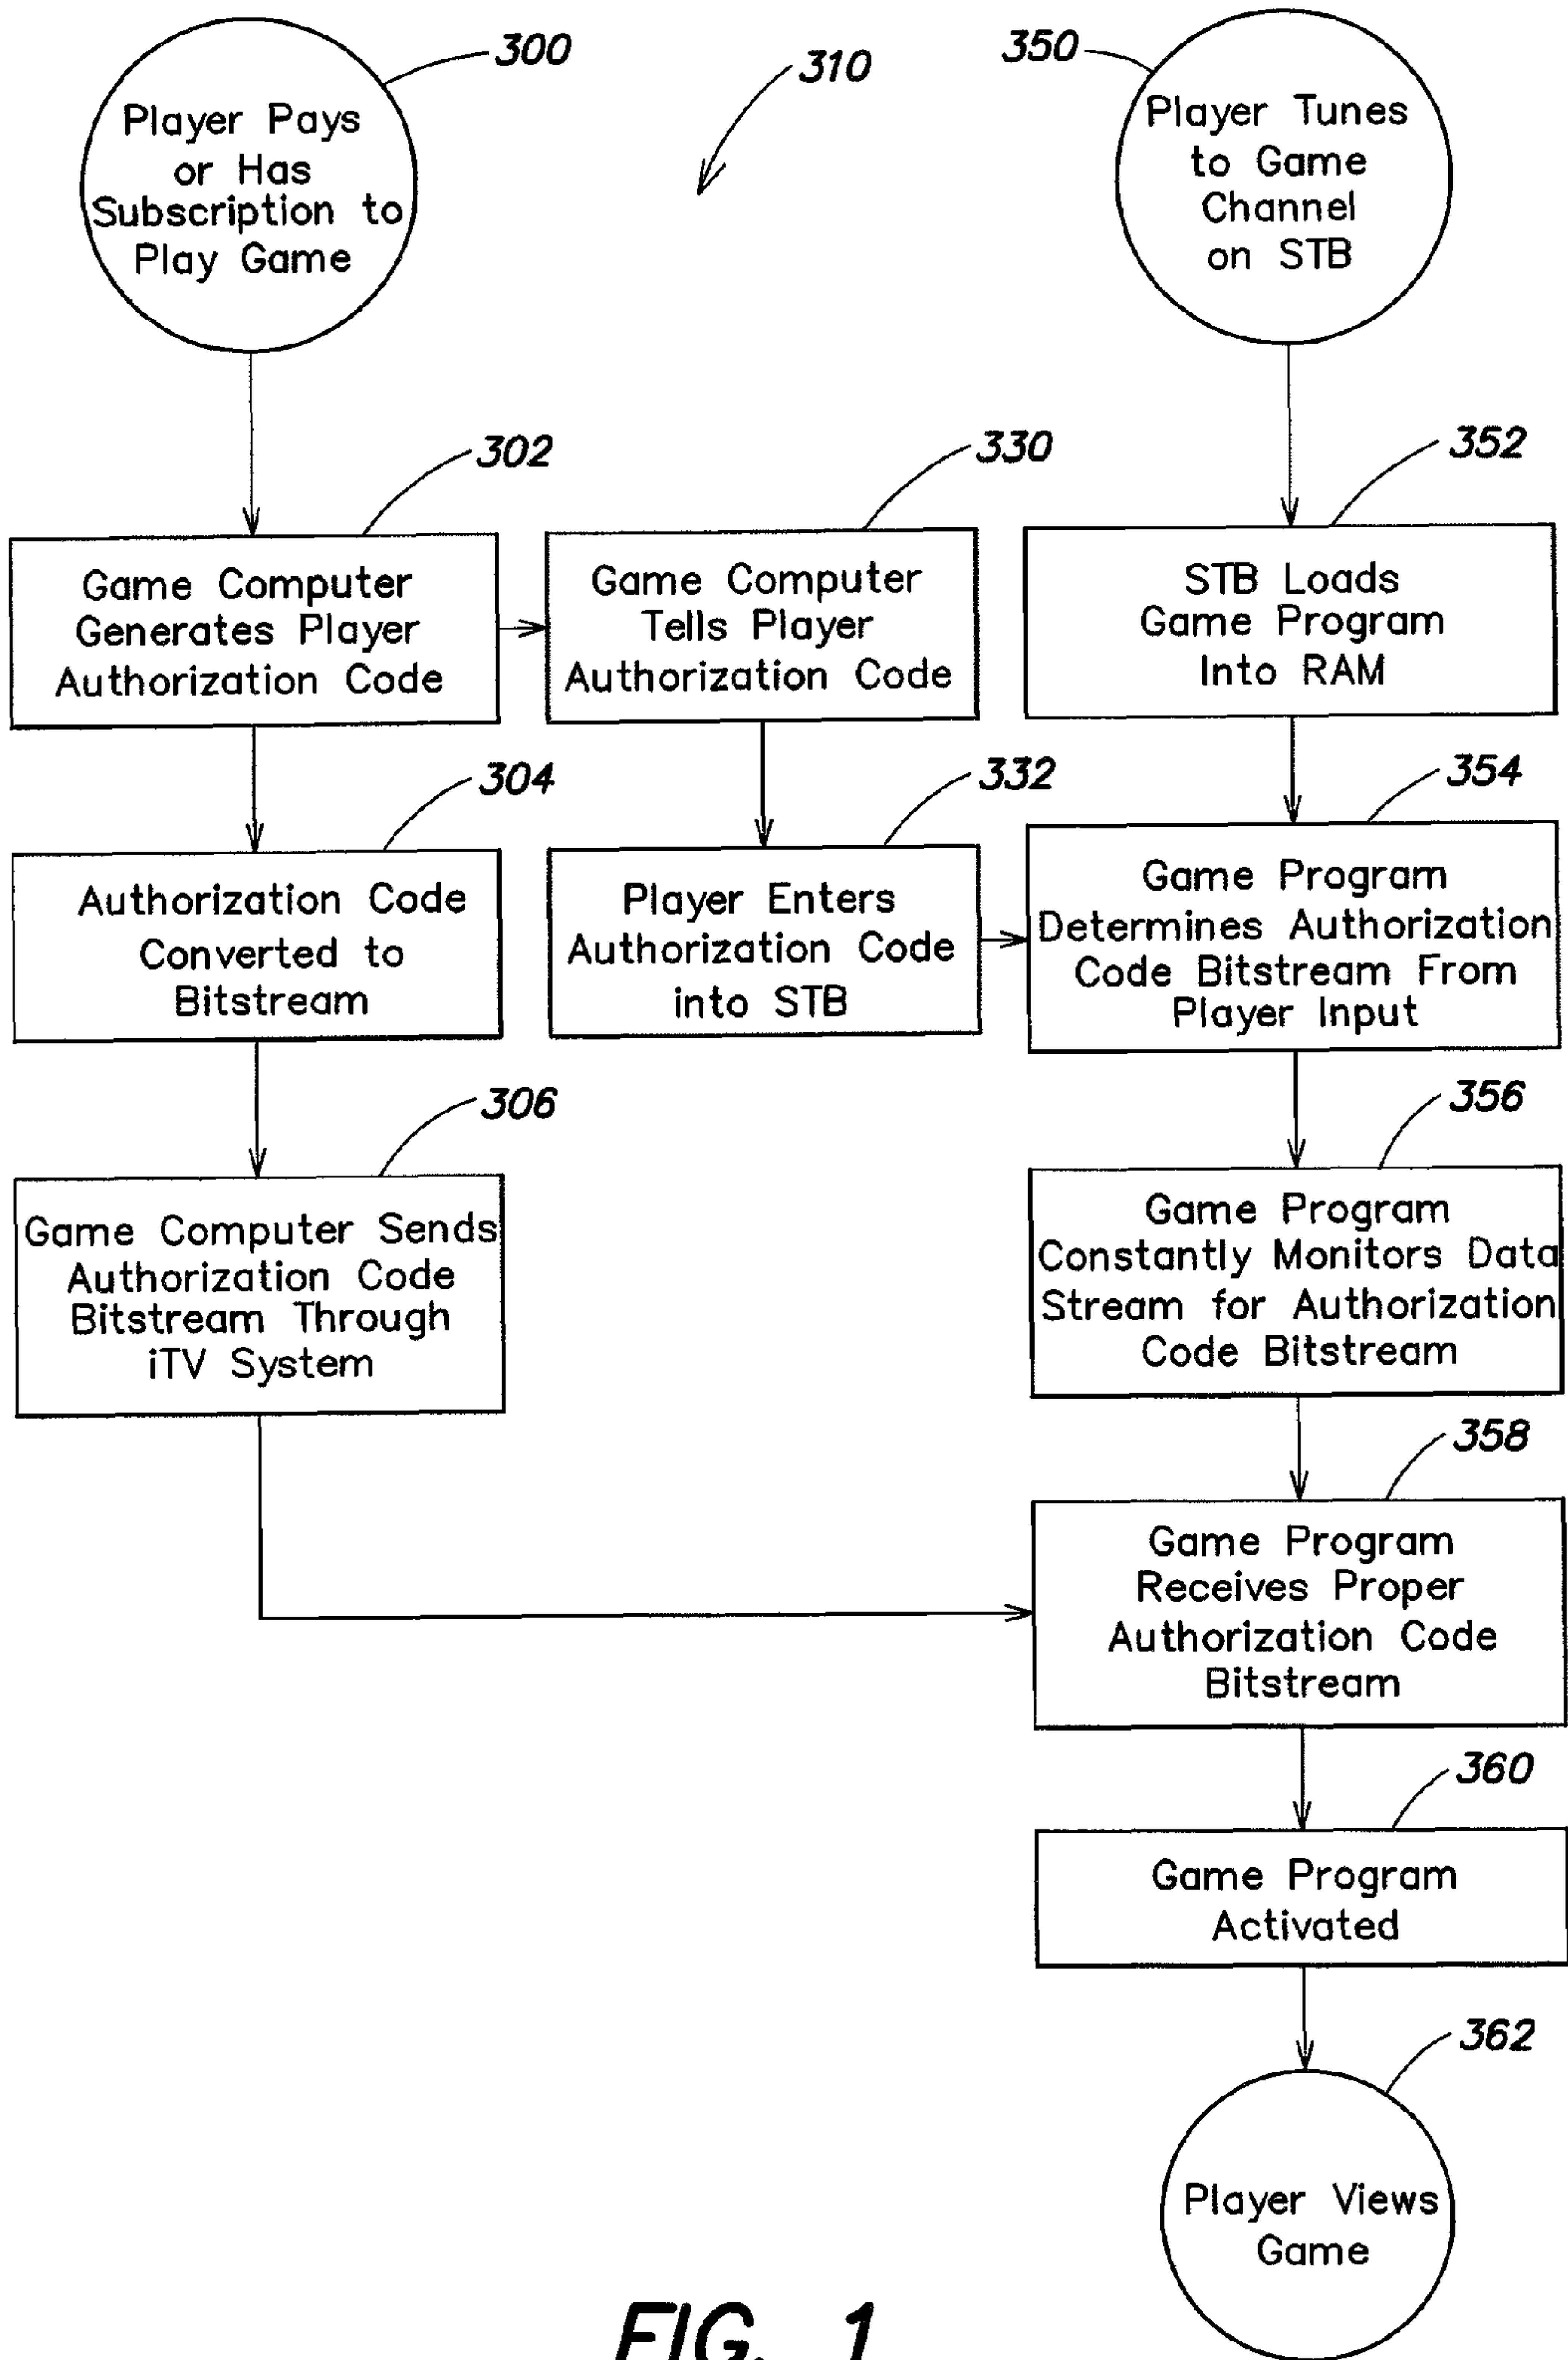 300
Player Pays
or Has
Subscription to
Play Game
310
350
Player Tunes
to Game
Channel
on STB
302
Game Computer
Generates Player
Authorization Code
330
Game Computer
Tells Player
Authorization Code
352
STB Loads
Game Program
Into RAM
304
Authorization Code
Converted to
Bitstream
332
Player Enters
Authorization Code
into STB
354
Game Program
Determines Authorization
Code Bitstream From
Player Input
306
Game Computer Sends
Authorization Code
Bitstream Through
iTV System
356
Game Program
Constantly Monitors Data
Stream for Authorization
Code Bitstream
358
Game Program
Receives Proper
Authorization Code
Bitstream
360
Game Program
Activated
362
Player Views
Game
FIG. 1